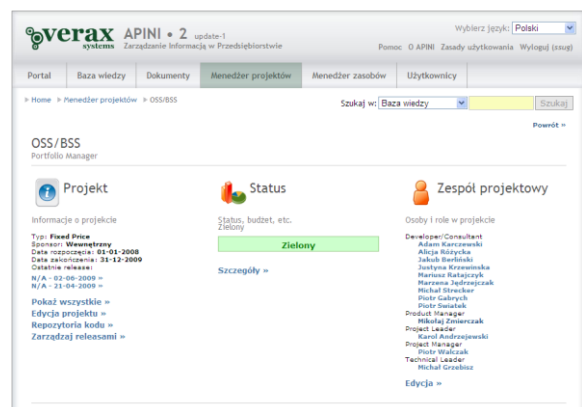 verax systems
APINI • 2 update-1
Zarządzanie Informacją w Przedsiębiorstwie
Wybierz język: Polski
Pomoc O APINI Zasady użytkowania Wyloguj (ssug)
Portal Baza wiedzy Dokumenty Menedżer projektów Menedżer zasobów Użytkownicy
Home Menedżer projektów OSS/BSS
Szukaj w: Baza wiedzy Szukaj
Powrót »
OSS/BSS
Portfolio Manager
Projekt
Informacje o projekcie
Typ: Fixed Price
Sponsor: Wewnętrzny
Data rozpoczęcia: 01-01-2008
Data zakończenia: 31-12-2009
Ostatnie release:
N/A - 02-06-2009 »
N/A - 21-04-2009 »
Pokaż wszystkie »
Edycja projektu »
Repozytoria kodu »
Zarządzaj releasami »
Status
Status, budżet, etc.
Zielony
Zielony
Szczegóły »
Zespół projektowy
Osoby i role w projekcie
Developer/Consultant
Adam Karczewski
Alicja Różycka
Jakub Berliński
Justyna Krzewinska
Mariusz Ratajczyk
Marzena Jędrzejczak
Michał Strecker
Piotr Gabrych
Piotr Swiatek
Product Manager
Mikołaj Zmierczak
Project Leader
Karol Andrzejewski
Project Manager
Piotr Walczak
Technical Leader
Michał Grzebisz
Edycja »